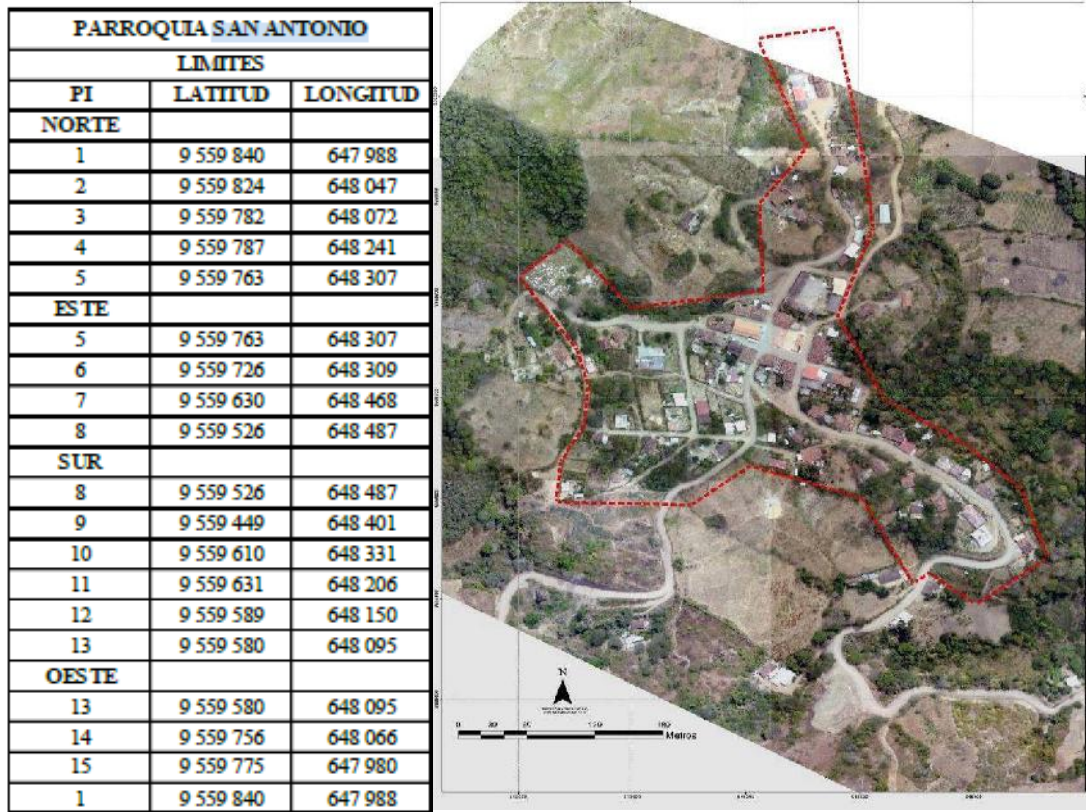 PARROQUIA SAN ANTONIO
LIMITES
PI LATITUD LONGITUD
NORTE
1 9 559 840 647 988
2 9 559 824 648 047
3 9 559 782 648 072
4 9 559 787 648 241
5 9 559 763 648 307
ESTE
5 9 559 763 648 307
6 9 559 726 648 309
7 9 559 630 648 468
8 9 559 526 648 487
SUR
8 9 559 526 648 487
9 9 559 449 648 401
10 9 559 610 648 331
11 9 559 631 648 206
12 9 559 589 648 150
13 9 559 580 648 095
OESTE
13 9 559 580 648 095
14 9 559 756 648 066
15 9 559 775 647 980
1 9 559 840 647 988
N
Metros